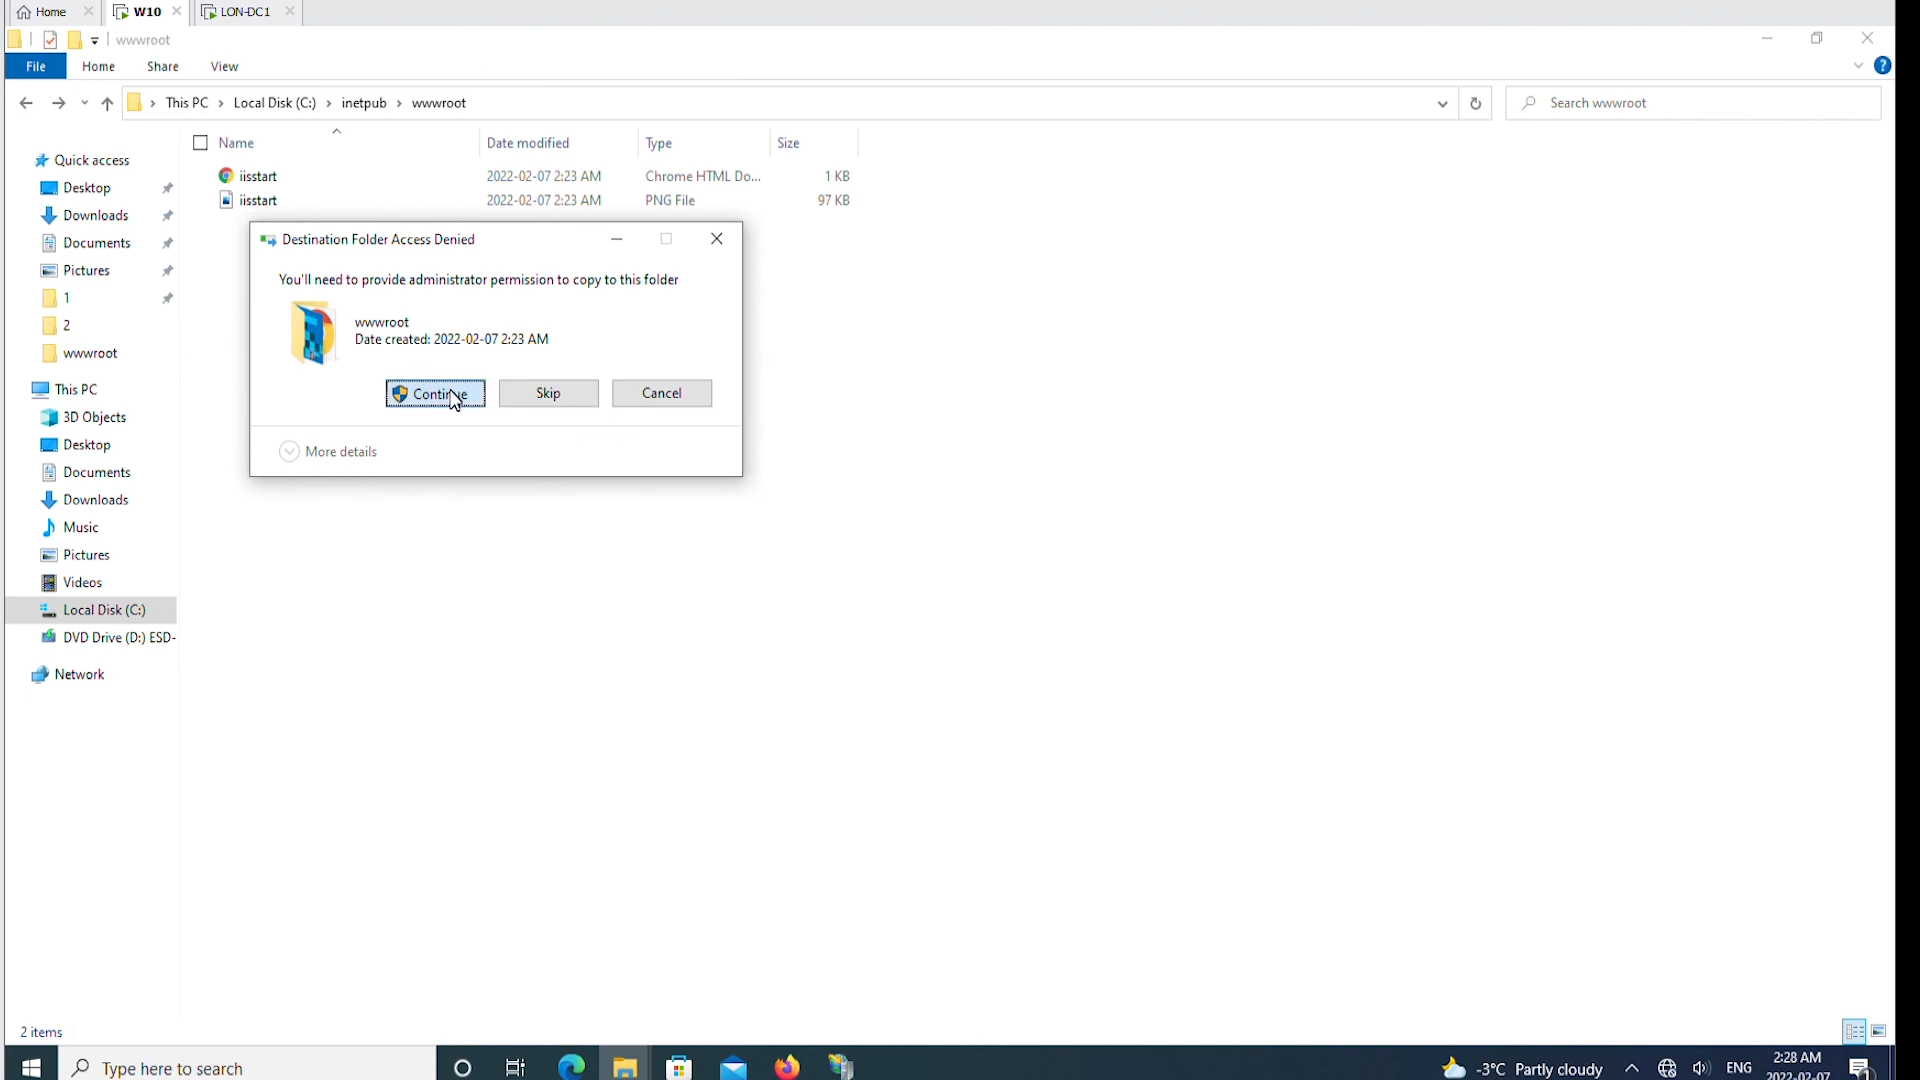 Home
W10
LON-DC1
wwwroot
File
Home
Share
View
This PC
Local Disk (C:)
inetpub
wwwroot
Search wwwroot
Name
Date modified
Type
Size
iisstart
2022-02-07 2:23 AM
Chrome HTML Do...
1 KB
iisstart
2022-02-07 2:23 AM
PNG File
97 KB
Quick access
Desktop
Downloads
Documents
Pictures
1
2
wwwroot
This PC
3D Objects
Desktop
Documents
Downloads
Music
Pictures
Videos
Local Disk (C:)
DVD Drive (D:) ESD-
Network
Destination Folder Access Denied
You'll need to provide administrator permission to copy to this folder
wwwroot
Date created: 2022-02-07 2:23 AM
Continue
Skip
Cancel
More details
2 items
Type here to search
-3°C Partly cloudy
ENG
2:28 AM
2022-02-07
1